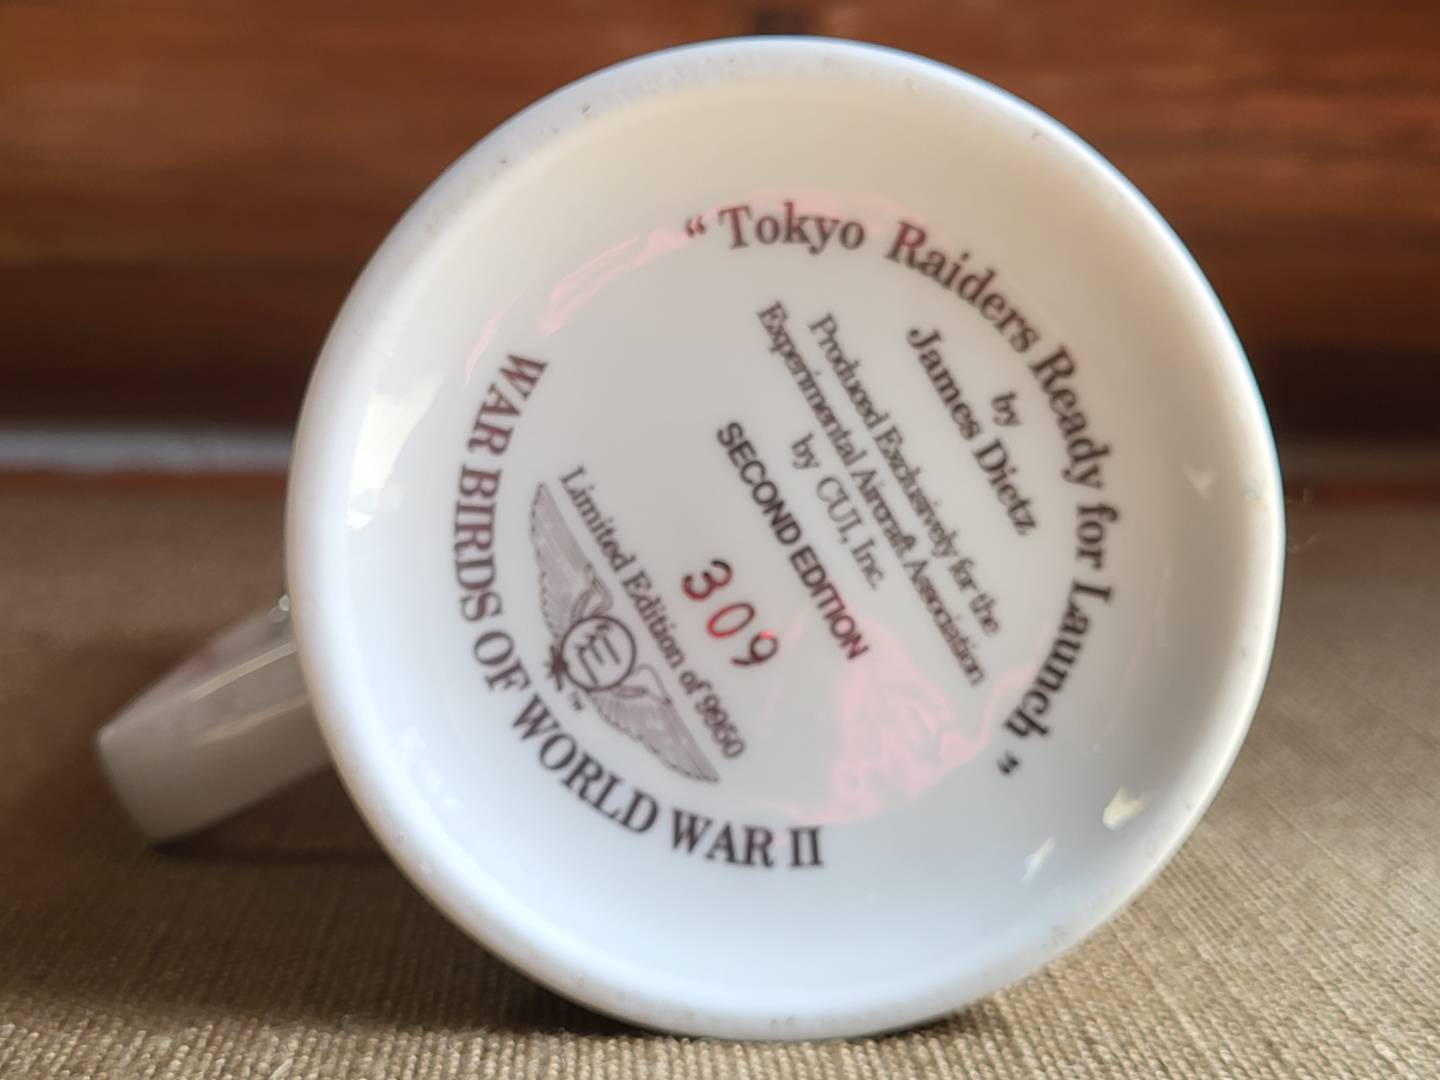 “Tokyo Raiders Ready for Launch”
by
James Dietz
Produced Exclusively for the
Experimental Aircraft Association
by CUI, Inc.
SECOND EDITION
309
Limited Edition of 9950
E
TM
WAR BIRDS OF WORLD WAR II